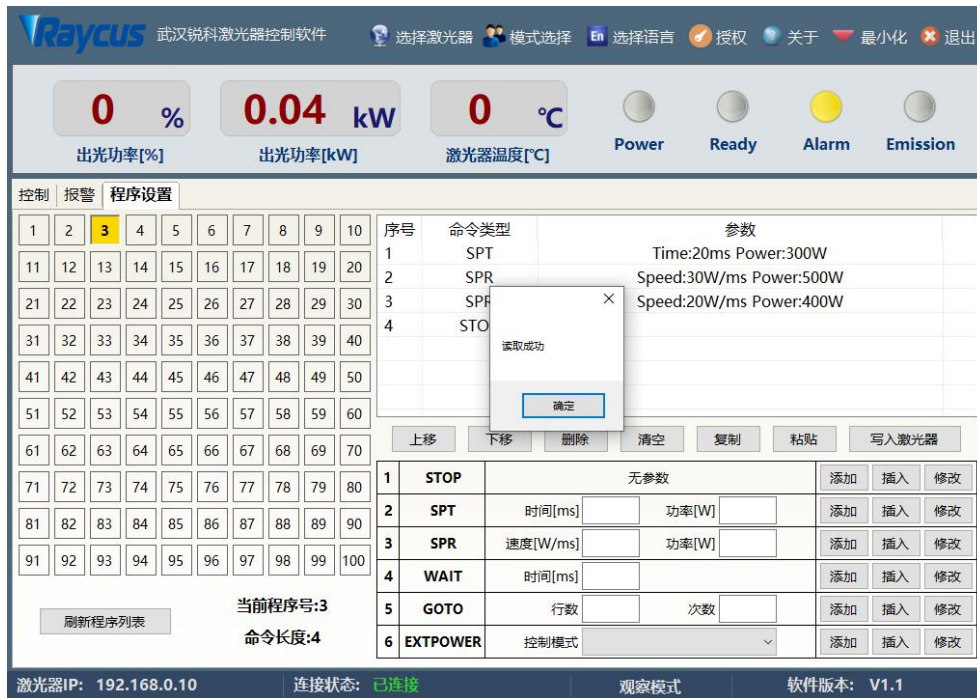 Raycus 武汉锐科激光器控制软件 选择激光器 模式选择 En 选择语言 授权 关于 最小化 退出
0 % 0.04 kW 0 ℃
出光功率[%] 出光功率[kW] 激光器温度[℃] Power Ready Alarm Emission
控制 报警 程序设置
1 2 3 4 5 6 7 8 9 10
11 12 13 14 15 16 17 18 19 20
21 22 23 24 25 26 27 28 29 30
31 32 33 34 35 36 37 38 39 40
41 42 43 44 45 46 47 48 49 50
51 52 53 54 55 56 57 58 59 60
61 62 63 64 65 66 67 68 69 70
71 72 73 74 75 76 77 78 79 80
81 82 83 84 85 86 87 88 89 90
91 92 93 94 95 96 97 98 99 100
刷新程序列表
当前程序号:3
命令长度:4
序号 命令类型 参数
1 SPT Time:20ms Power:300W
2 SPR Speed:30W/ms Power:500W
3 SPR Speed:20W/ms Power:400W
4 STO
读取成功
确定
上移 下移 删除 清空 复制 粘贴 写入激光器
1 STOP 无参数 添加 插入 修改
2 SPT 时间[ms] 功率[W] 添加 插入 修改
3 SPR 速度[W/ms] 功率[W] 添加 插入 修改
4 WAIT 时间[ms] 添加 插入 修改
5 GOTO 行数 次数 添加 插入 修改
6 EXTPOWER 控制模式 添加 插入 修改
激光器IP: 192.168.0.10 连接状态: 已连接 观察模式 软件版本: V1.1